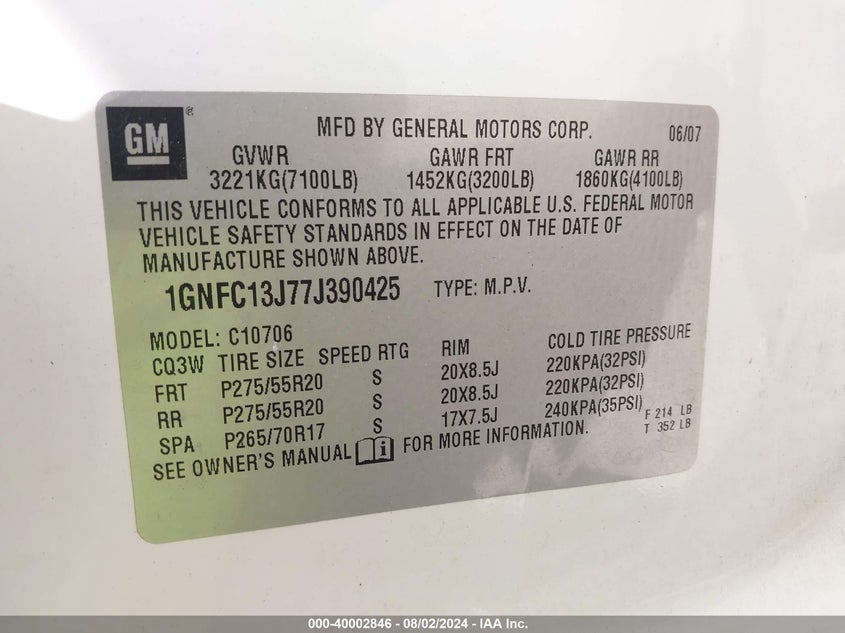 GM ®
MFD BY GENERAL MOTORS CORP. 06/07
GVWR GAWR FRT GAWR RR
3221KG(7100LB) 1452KG(3200LB) 1860KG(4100LB)
THIS VEHICLE CONFORMS TO ALL APPLICABLE U.S. FEDERAL MOTOR
VEHICLE SAFETY STANDARDS IN EFFECT ON THE DATE OF
MANUFACTURE SHOWN ABOVE.
1GNFC13J77J390425 TYPE: M.P.V.
MODEL: C10706
CQ3W TIRE SIZE SPEED RTG RIM COLD TIRE PRESSURE
FRT P275/55R20 S 20X8.5J 220KPA(32PSI)
RR P275/55R20 S 20X8.5J 220KPA(32PSI)
SPA P265/70R17 S 17X7.5J 240KPA(35PSI) F 214 LB
T 352 LB
SEE OWNER'S MANUAL i FOR MORE INFORMATION.
000-40002846 - 08/02/2024 - IAA Inc.